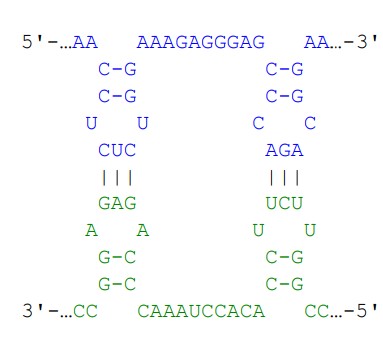 5'-…AA AAAGAGGGAG AA…-3'
C-G C-G
C-G C-G
U U C C
CUC AGA
||| |||
GAG UCU
A A U U
G-C C-G
G-C C-G
3'-…CC CAAAUCCACA CC…-5'